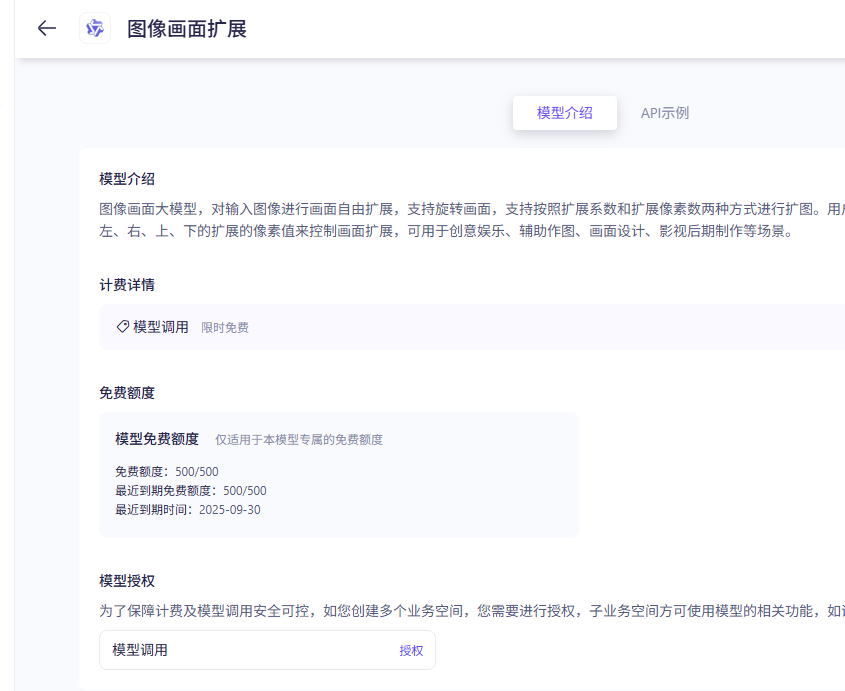 图像画面扩展
模型介绍 API示例
模型介绍
图像画面大模型，对输入图像进行画面自由扩展，支持旋转画面，支持按照扩展系数和扩展像素数两种方式进行扩图。用
左、右、上、下的扩展的像素值来控制画面扩展，可用于创意娱乐、辅助作图、画面设计、影视后期制作等场景。
计费详情
模型调用 限时免费
免费额度
模型免费额度 仅适用于本模型专属的免费额度
免费额度：500/500
最近到期免费额度：500/500
最近到期时间：2025-09-30
模型授权
为了保障计费及模型调用安全可控，如您创建多个业务空间，您需要进行授权，子业务空间方可使用模型的相关功能，如
模型调用 授权